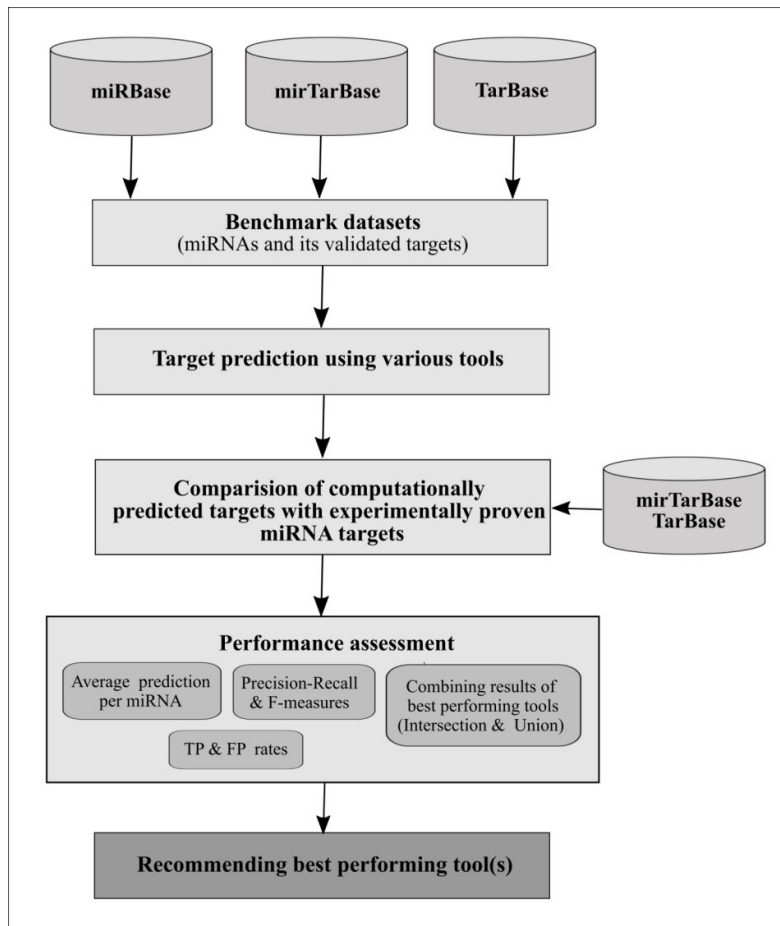 miRBase
mirTarBase
TarBase
Benchmark datasets
(miRNAs and its validated targets)
Target prediction using various tools
Comparision of computationally
predicted targets with experimentally proven
miRNA targets
mirTarBase
TarBase
Performance assessment
Average prediction
per miRNA
Precision-Recall
& F-measures
Combining results of
best performing tools
(Intersection & Union)
TP & FP rates
Recommending best performing tool(s)